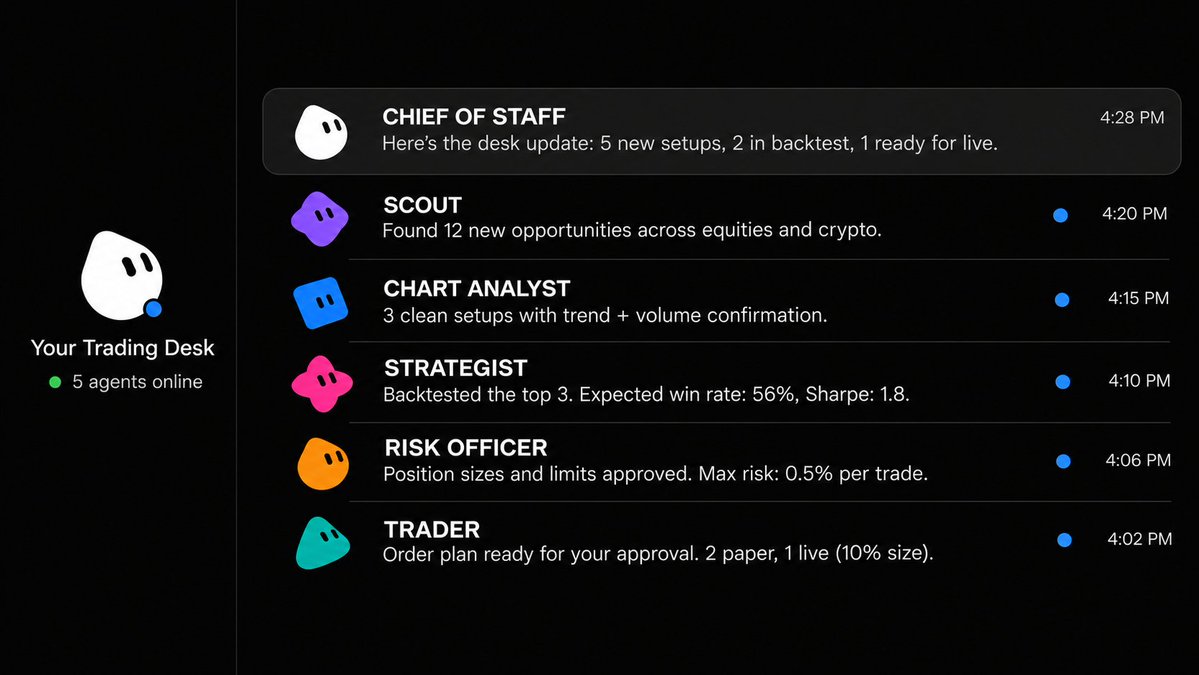 Your Trading Desk
5 agents online
CHIEF OF STAFF
4:28 PM
Here's the desk update: 5 new setups, 2 in backtest, 1 ready for live.
SCOUT
4:20 PM
Found 12 new opportunities across equities and crypto.
CHART ANALYST
4:15 PM
3 clean setups with trend + volume confirmation.
STRATEGIST
4:10 PM
Backtested the top 3. Expected win rate: 56%, Sharpe: 1.8.
RISK OFFICER
4:06 PM
Position sizes and limits approved. Max risk: 0.5% per trade.
TRADER
4:02 PM
Order plan ready for your approval. 2 paper, 1 live (10% size).